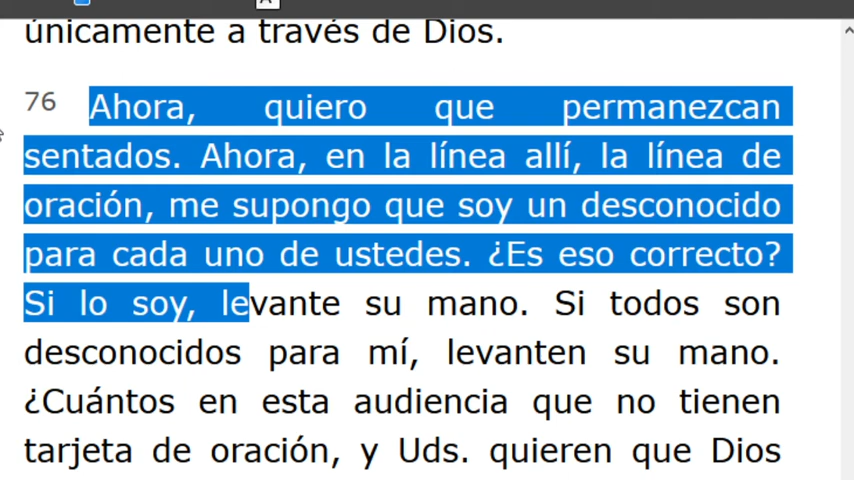 únicamente a través de Dios.
76 Ahora, quiero que permanezcan
sentados. Ahora, en la línea allí, la línea de
oración, me supongo que soy un desconocido
para cada uno de ustedes. ¿Es eso correcto?
Si lo soy, levante su mano. Si todos son
desconocidos para mí, levanten su mano.
¿Cuántos en esta audiencia que no tienen
tarjeta de oración, y Uds. quieren que Dios